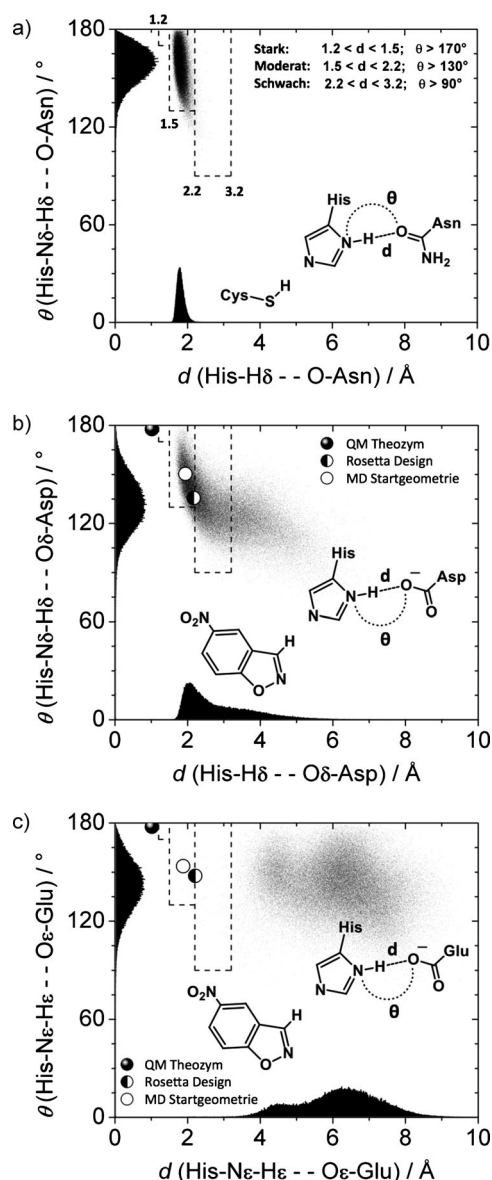 a)
180
120
60
0
θ (His-Nδ-Hδ - - O-Asn) / °
1.2
1.5
2.2
3.2
Stark: 1.2 < d < 1.5; θ > 170°
Moderat: 1.5 < d < 2.2; θ > 130°
Schwach: 2.2 < d < 3.2; θ > 90°
His
θ
N
H
O
d
Asn
NH2
N
Cys
S
H
0 2 4 6 8 10
d (His-Hδ - - O-Asn) / Å
b)
180
120
60
0
θ (His-Nδ-Hδ - - Oδ-Asp) / °
QM Theozym
Rosetta Design
MD Startgeometrie
His
N
H
d
O
−
Asp
N
θ
O
O2N
H
N
O
0 2 4 6 8 10
d (His-Hδ - - Oδ-Asp) / Å
c)
180
120
60
0
θ (His-Nε-Hε - - Oε-Glu) / °
His
d
N
H
O
−
Glu
N
θ
O
O2N
H
N
O
QM Theozym
Rosetta Design
MD Startgeometrie
0 2 4 6 8 10
d (His-Nε-Hε - - Oε-Glu) / Å